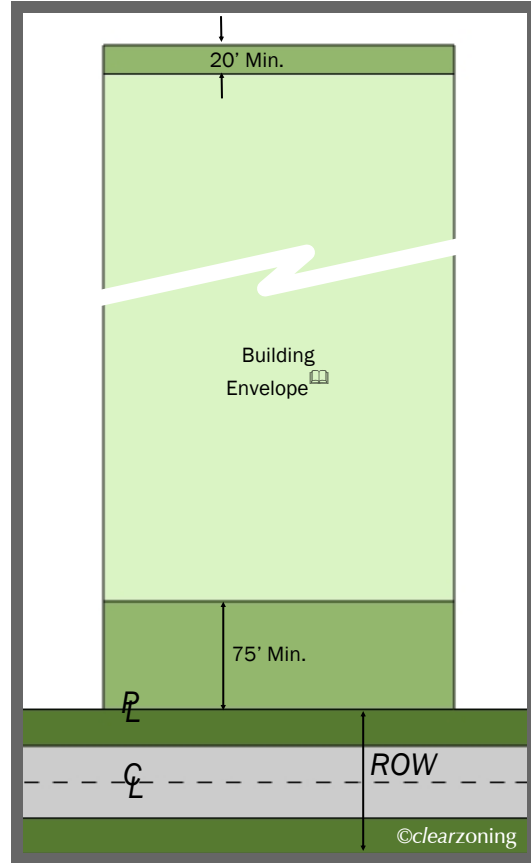 20’ Min.
Building
Envelope
75’ Min.
PL
CL
ROW
©clearzoning